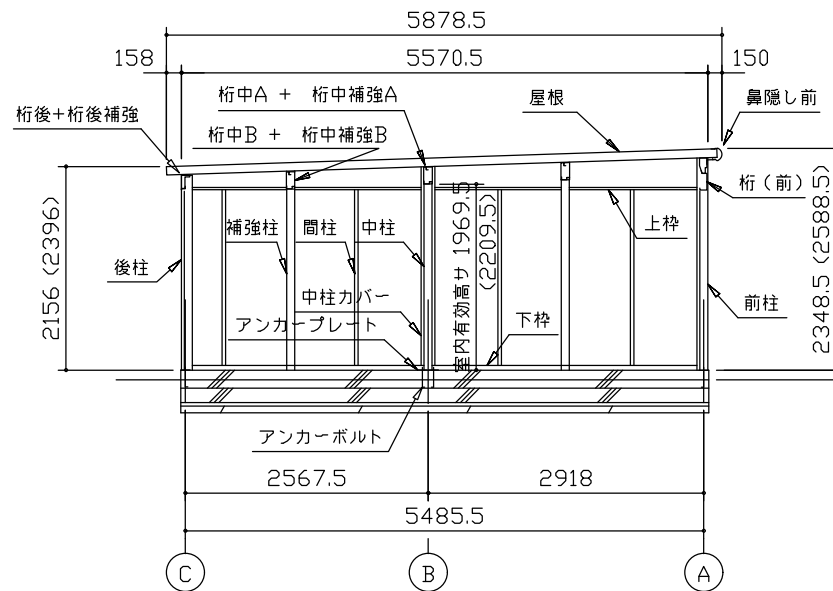 5878.5
158
5570.5
150
桁中A + 桁中補強A
屋根
鼻隠し前
桁後+桁後補強
桁中B + 桁中補強B
桁（前）
上枠
補強柱
間柱
中柱
後柱
室内有効高サ 1969.5
(2209.5)
2156 (2396)
2348.5 (2588.5)
中柱カバー
前柱
アンカープレート
下枠
アンカーボルト
2567.5
2918
5485.5
C
B
A